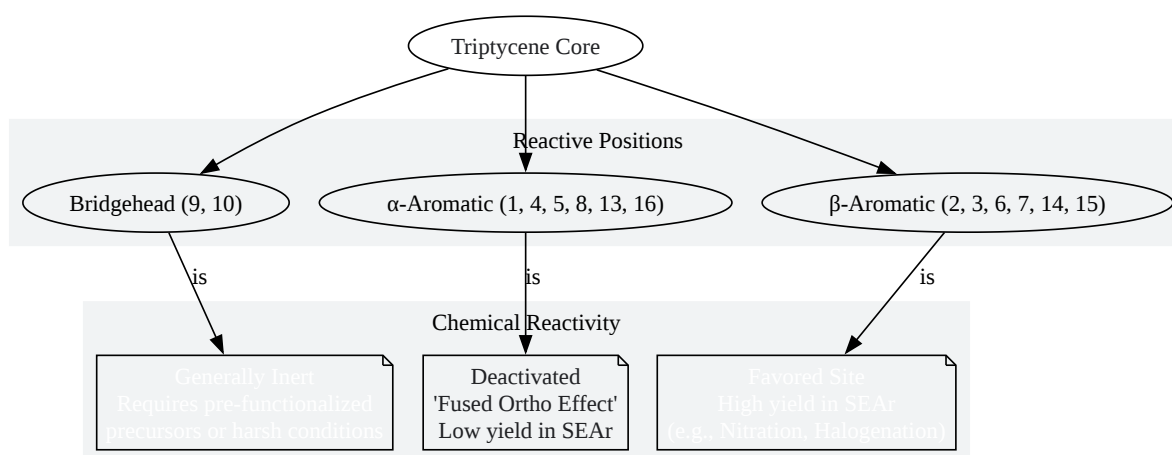 Triptycene Core
Reactive Positions
Bridgehead (9, 10)
α-Aromatic (1, 4, 5, 8, 13, 16)
β-Aromatic (2, 3, 6, 7, 14, 15)
is
is
is
Chemical Reactivity
Generally Inert
Requires pre-functionalized
precursors or harsh conditions
Deactivated
'Fused Ortho Effect'
Low yield in SEAr
Favored Site
High yield in SEAr
(e.g., Nitration, Halogenation)